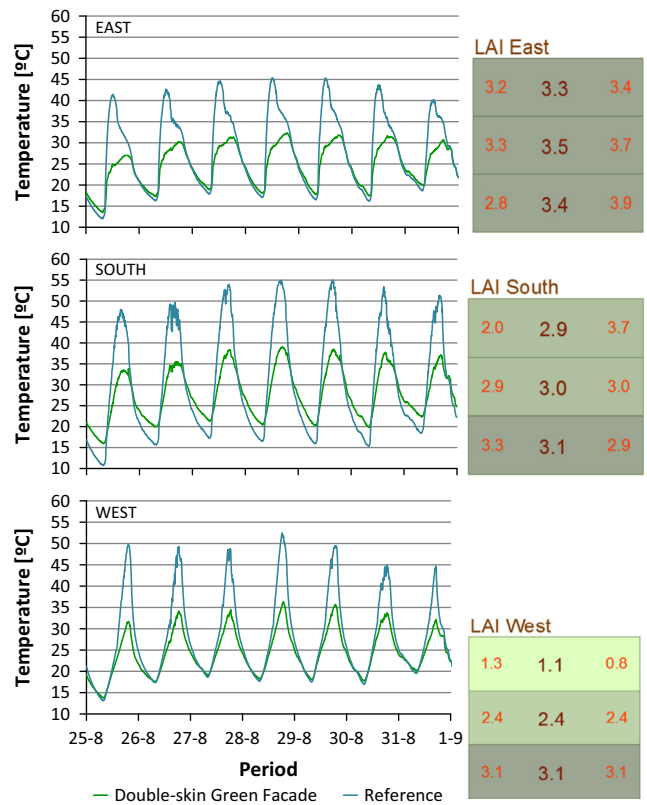 EAST
Temperature [ºC]
60
55
50
45
40
35
30
25
20
15
10
LAI East
3.2 3.3 3.4
3.3 3.5 3.7
2.8 3.4 3.9
SOUTH
Temperature [ºC]
60
55
50
45
40
35
30
25
20
15
10
LAI South
2.0 2.9 3.7
2.9 3.0 3.0
3.3 3.1 2.9
WEST
Temperature [ºC]
60
55
50
45
40
35
30
25
20
15
10
LAI West
1.3 1.1 0.8
2.4 2.4 2.4
3.1 3.1 3.1
25-8 26-8 27-8 28-8 29-8 30-8 31-8 1-9
Period
Double-skin Green Facade Reference